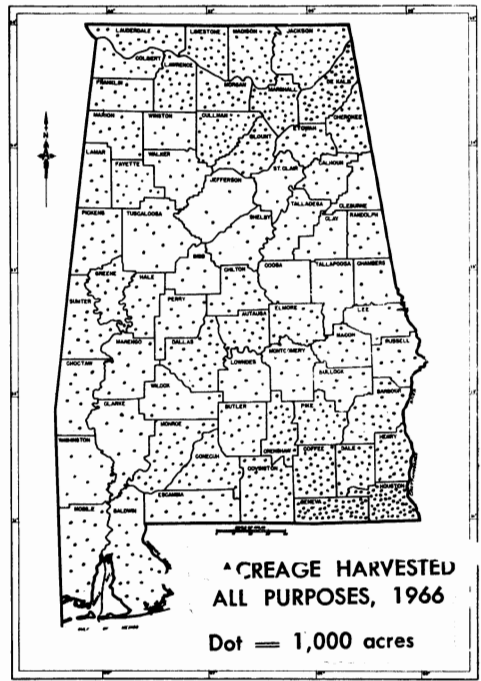 LAUDERDALE
LIMESTONE
MADISON
JACKSON
COLBERT
LAWRENCE
FRANKLIN
MORGAN
MARSHALL
DE KALB
MARION
WINSTON
CULLMAN
BLOUNT
ETOWAH
CHEROKEE
LAMAR
FAYETTE
WALKER
JEFFERSON
ST. CLAIR
CALHOUN
TALLADEGA
CLEBURNE
PICKENS
TUSCALOOSA
SHELBY
CLAY
RANDOLPH
BIBB
GREENE
HALE
CHILTON
COOSA
TALLAPOOSA
CHAMBERS
SUMTER
PERRY
AUTAUGA
ELMORE
LEE
MARENGO
DALLAS
LOWNDES
MONTGOMERY
MACON
RUSSELL
CHOCTAW
WILCOX
BULLOCK
BARBOUR
CLARKE
BUTLER
PIKE
MONROE
CRENSHAW
WASHINGTON
CONECUH
COVINGTON
COFFEE
DALE
HENRY
ESCAMBIA
GENEVA
HOUSTON
MOBILE
BALDWIN
CREAGE HARVESTED
ALL PURPOSES, 1966
Dot = 1,000 acres